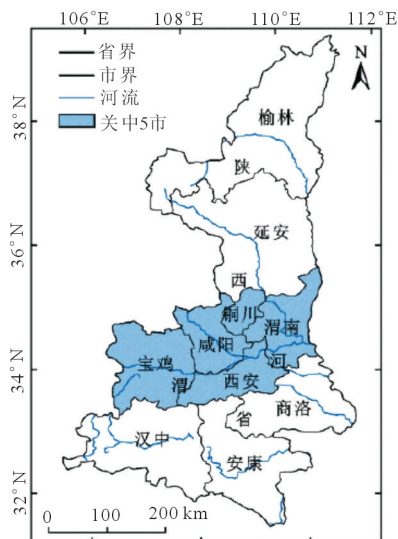 106°E 108°E 110°E 112°E
省界
市界
河流
关中5市
N
38°N
36°N
34°N
32°N
榆林
陕
延安
西
铜川
渭南
咸阳
宝鸡
河
渭
西安
商洛
省
汉中
安康
0 100 200 km